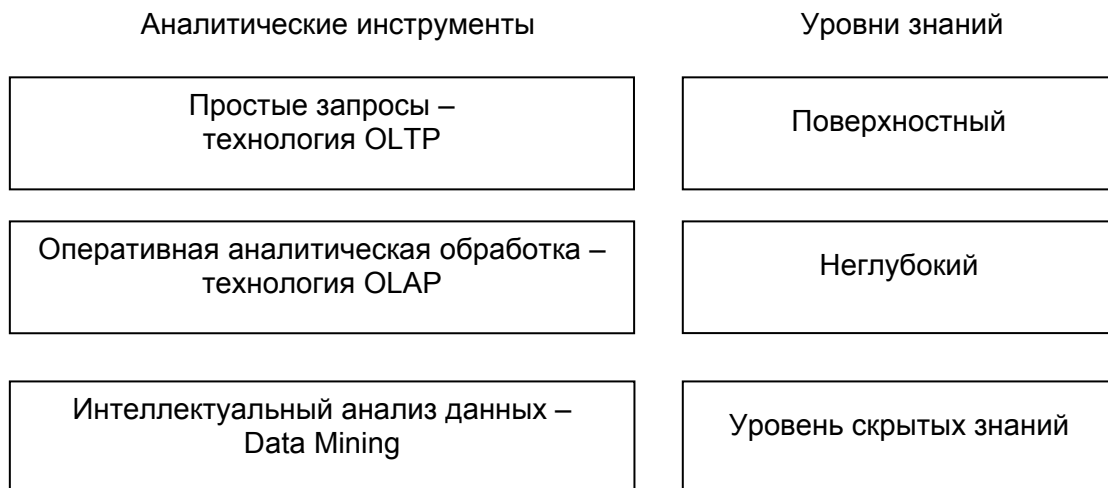 Аналитические инструменты
Уровни знаний
Простые запросы –
технология OLTP
Поверхностный
Оперативная аналитическая обработка –
технология OLAP
Неглубокий
Интеллектуальный анализ данных –
Data Mining
Уровень скрытых знаний